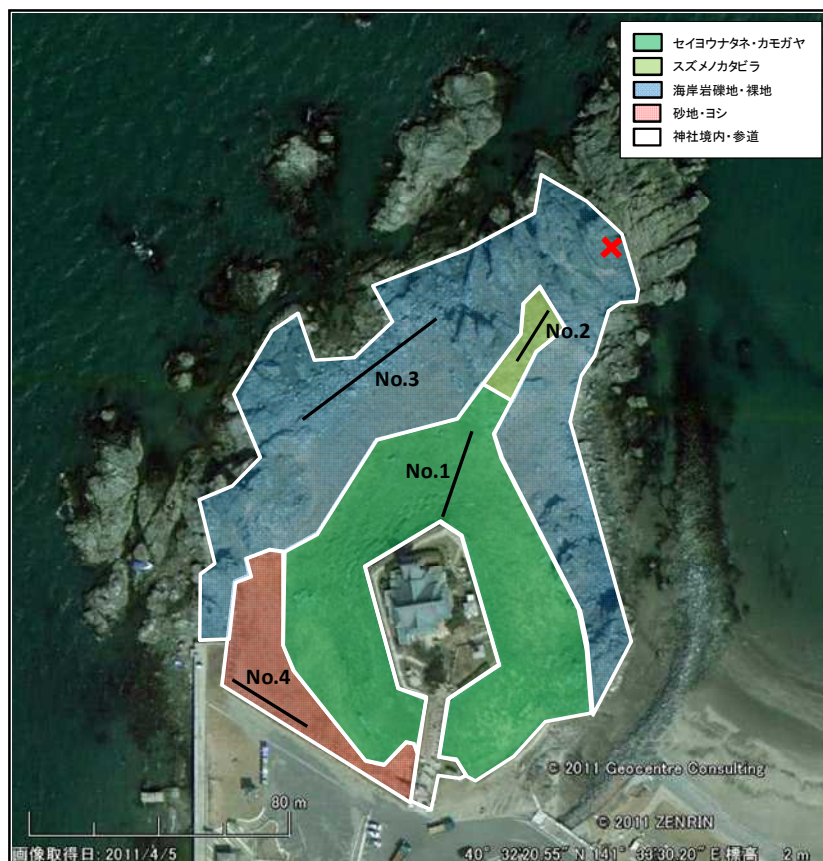 セイヨウナタネ・カモガヤ
スズメノカタビラ
海岸岩礫地・裸地
砂地・ヨシ
神社境内・参道
No.2
No.3
No.1
No.4
© 2011 Geocentre Consulting
80 m
© 2011 ZENRIN
画像取得日: 2011/4/5
40° 32'20.55" N 141° 33'30.20" E 標高 2 m